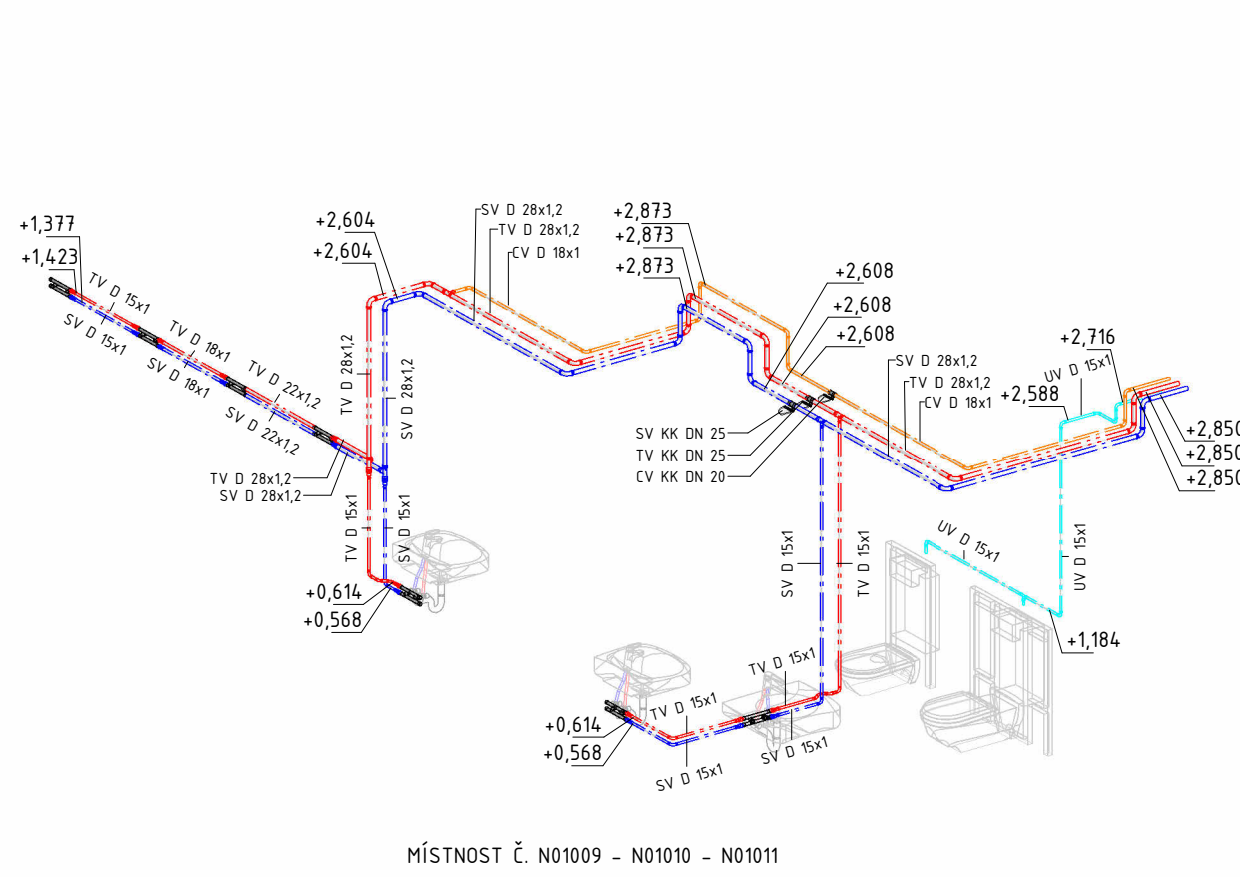 +1,377
+1,423
TV D 15x1
SV D 15x1
TV D 18x1
SV D 18x1
TV D 22x1,2
SV D 22x1,2
TV D 28x1,2
SV D 28x1,2
+2,604
+2,604
TV D 28x1,2
SV D 28x1,2
TV D 15x1
SV D 15x1
+0,614
+0,568
SV D 28x1,2
TV D 28x1,2
CV D 18x1
+2,873
+2,873
+2,873
+2,608
+2,608
+2,608
SV KK DN 25
TV KK DN 25
CV KK DN 20
SV D 28x1,2
TV D 28x1,2
CV D 18x1
+2,716
UV D 15x1
+2,588
+2,850
+2,850
+2,850
SV D 15x1
TV D 15x1
UV D 15x1
UV D 15x1
+1,184
TV D 15x1
TV D 15x1
+0,614
+0,568
SV D 15x1
SV D 15x1
MÍSTNOST Č. N01009 - N01010 - N01011